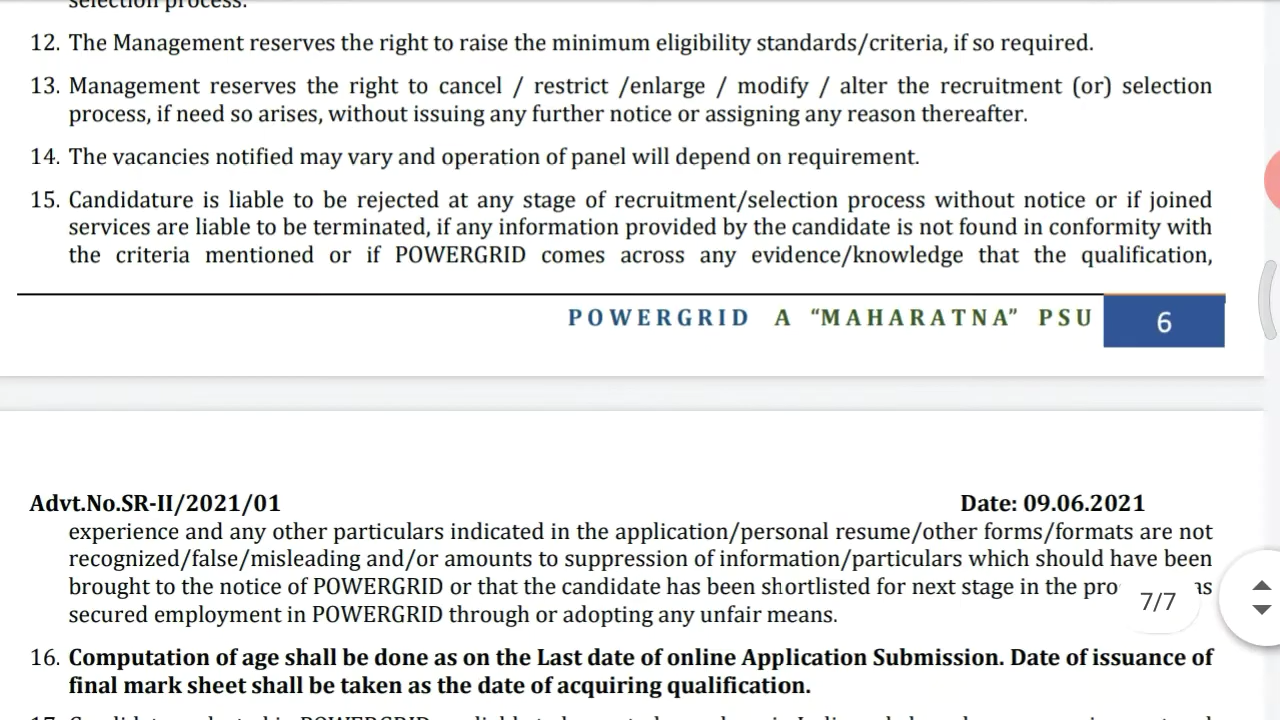 selection process.
12. The Management reserves the right to raise the minimum eligibility standards/criteria, if so required.
13. Management reserves the right to cancel / restrict /enlarge / modify / alter the recruitment (or) selection
process, if need so arises, without issuing any further notice or assigning any reason thereafter.
14. The vacancies notified may vary and operation of panel will depend on requirement.
15. Candidature is liable to be rejected at any stage of recruitment/selection process without notice or if joined
services are liable to be terminated, if any information provided by the candidate is not found in conformity with
the criteria mentioned or if POWERGRID comes across any evidence/knowledge that the qualification,
POWERGRID A “MAHARATNA” PSU 6
Advt.No.SR-II/2021/01 Date: 09.06.2021
experience and any other particulars indicated in the application/personal resume/other forms/formats are not
recognized/false/misleading and/or amounts to suppression of information/particulars which should have been
brought to the notice of POWERGRID or that the candidate has been shortlisted for next stage in the
7/7
secured employment in POWERGRID through or adopting any unfair means.
16. Computation of age shall be done as on the Last date of online Application Submission. Date of issuance of
final mark sheet shall be taken as the date of acquiring qualification.